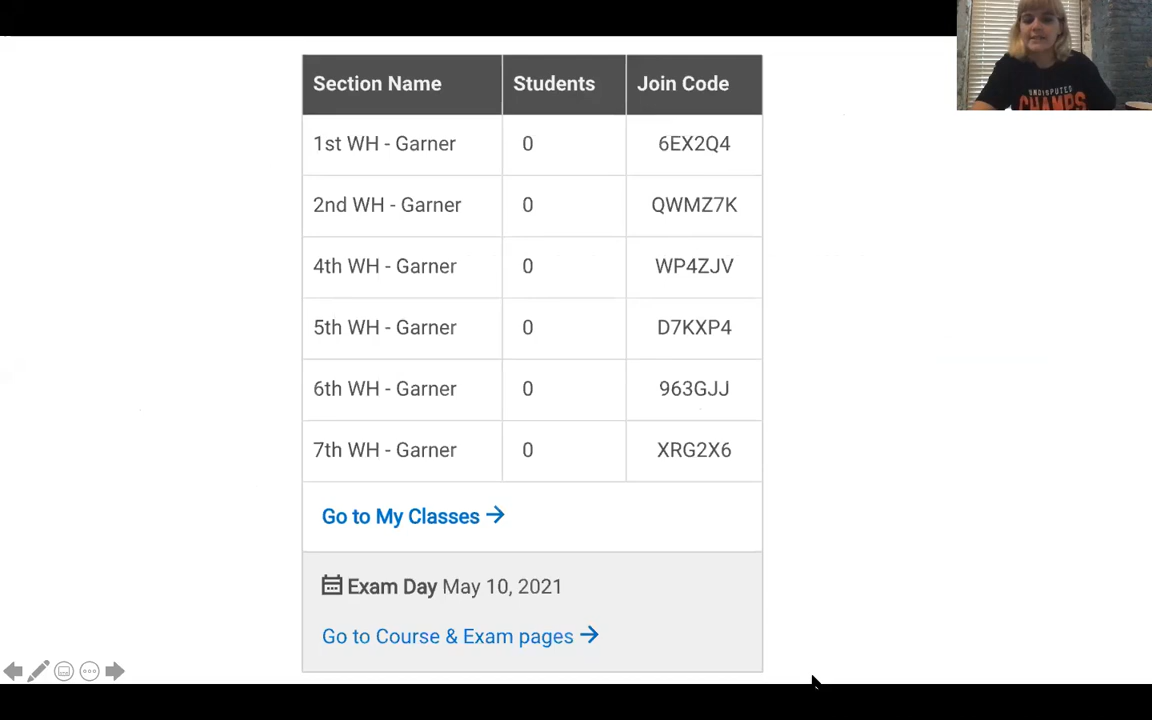 Section Name Students Join Code
1st WH - Garner 0 6EX2Q4
2nd WH - Garner 0 QWMZ7K
4th WH - Garner 0 WP4ZJV
5th WH - Garner 0 D7KXP4
6th WH - Garner 0 963GJJ
7th WH - Garner 0 XRG2X6
Go to My Classes →
Exam Day May 10, 2021
Go to Course & Exam pages →
UNDISPUTED
CHAMPS